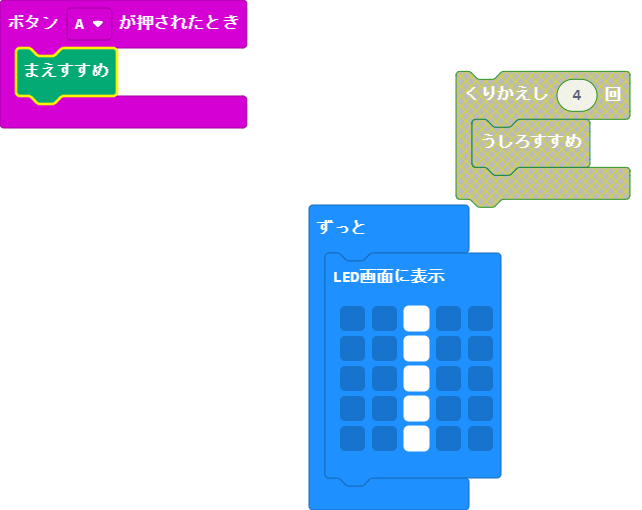 ボタン A が押されたとき
まえすすめ
くりかえし 4 回
うしろすすめ
ずっと
LED画面に表示